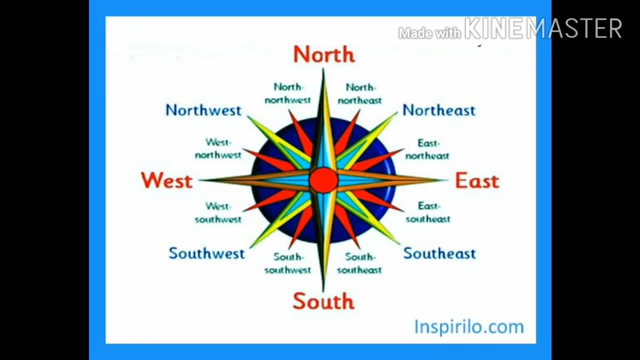 Made with KINEMASTER
North
North-
northwest
North-
northeast
Northwest
Northeast
West-
northwest
East-
northeast
West
East
West-
southwest
East-
southeast
Southwest
Southeast
South-
southwest
South-
southeast
South
Inspirilo.com